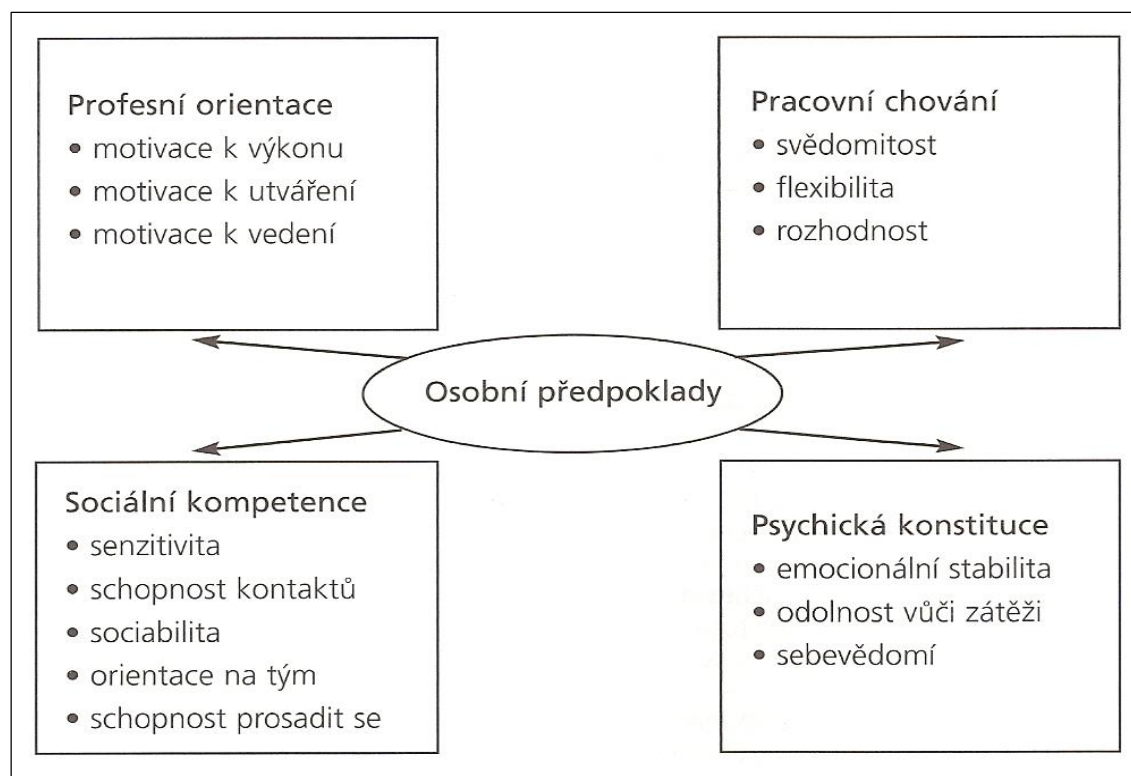 Profesní orientace
• motivace k výkonu
• motivace k utváření
• motivace k vedení
Pracovní chování
• svědomitost
• flexibilita
• rozhodnost
Osobní předpoklady
Sociální kompetence
• senzitivita
• schopnost kontaktů
• sociabilita
• orientace na tým
• schopnost prosadit se
Psychická konstituce
• emocionální stabilita
• odolnost vůči zátěži
• sebevědomí